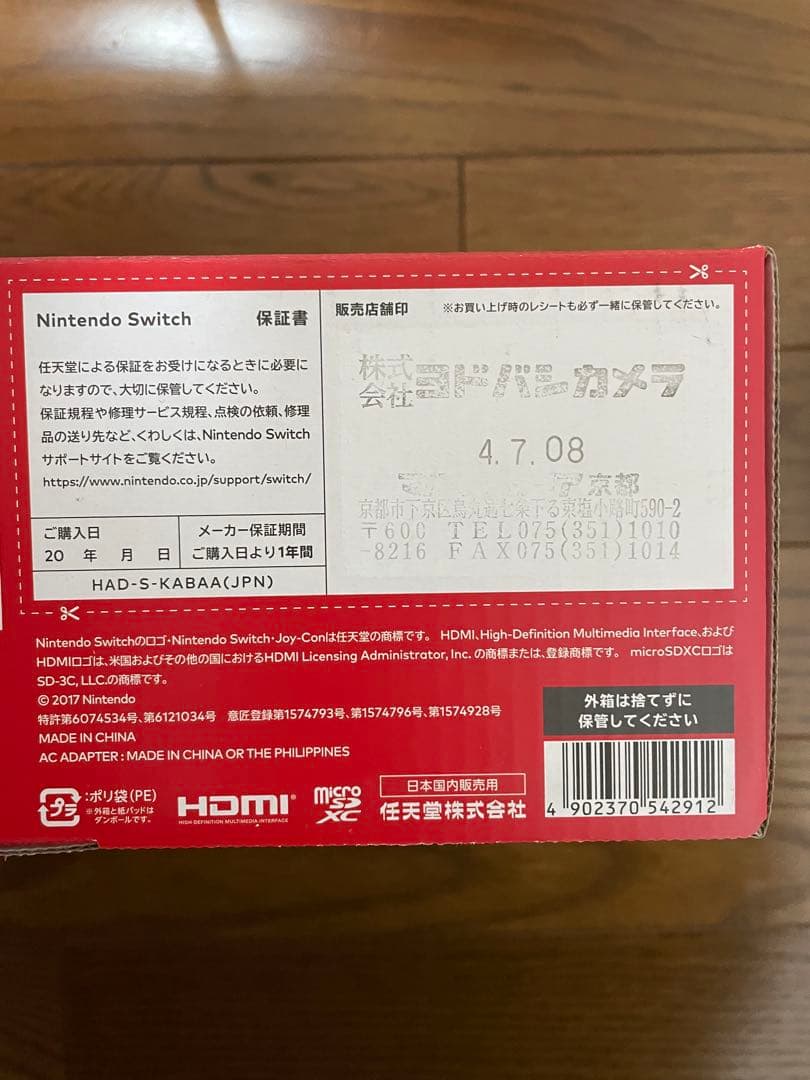 Nintendo Switch 保証書
任天堂による保証をお受けになるときに必要に
なりますので、大切に保管してください。
保証規程や修理サービス規程、点検の依頼、修理
品の送り先など、くわしくは、Nintendo Switch
サポートサイトをご覧ください。
https://www.nintendo.co.jp/support/switch/
ご購入日
20 年 月 日
メーカー保証期間
ご購入日より1年間
HAD-S-KABAA(JPN)
販売店舗印 ※お買い上げ時のレシートも必ず一緒に保管してください。
株式会社ヨドバシカメラ
4.7.08
京都
京都市下京区烏丸通七条下る東塩小路町590-2
〒600 TEL075(351)1010
-8216 FAX075(351)1014
Nintendo Switchのロゴ・Nintendo Switch・Joy-Conは任天堂の商標です。 HDMI、High-Definition Multimedia Interface、および
HDMIロゴは、米国およびその他の国におけるHDMI Licensing Administrator, Inc. の商標または、登録商標です。 microSDXCロゴは
SD-3C, LLC.の商標です。
© 2017 Nintendo
特許第6074534号、第6121034号 意匠登録第1574793号、第1574796号、第1574928号
MADE IN CHINA
AC ADAPTER : MADE IN CHINA OR THE PHILIPPINES
外箱は捨てずに
保管してください
プラ
:ポリ袋(PE)
※外箱と紙パッドは
ダンボールです。
HDMI®
HIGH DEFINITION MULTIMEDIA INTERFACE
micro SD XC
日本国内販売用
任天堂株式会社
4 902370 542912